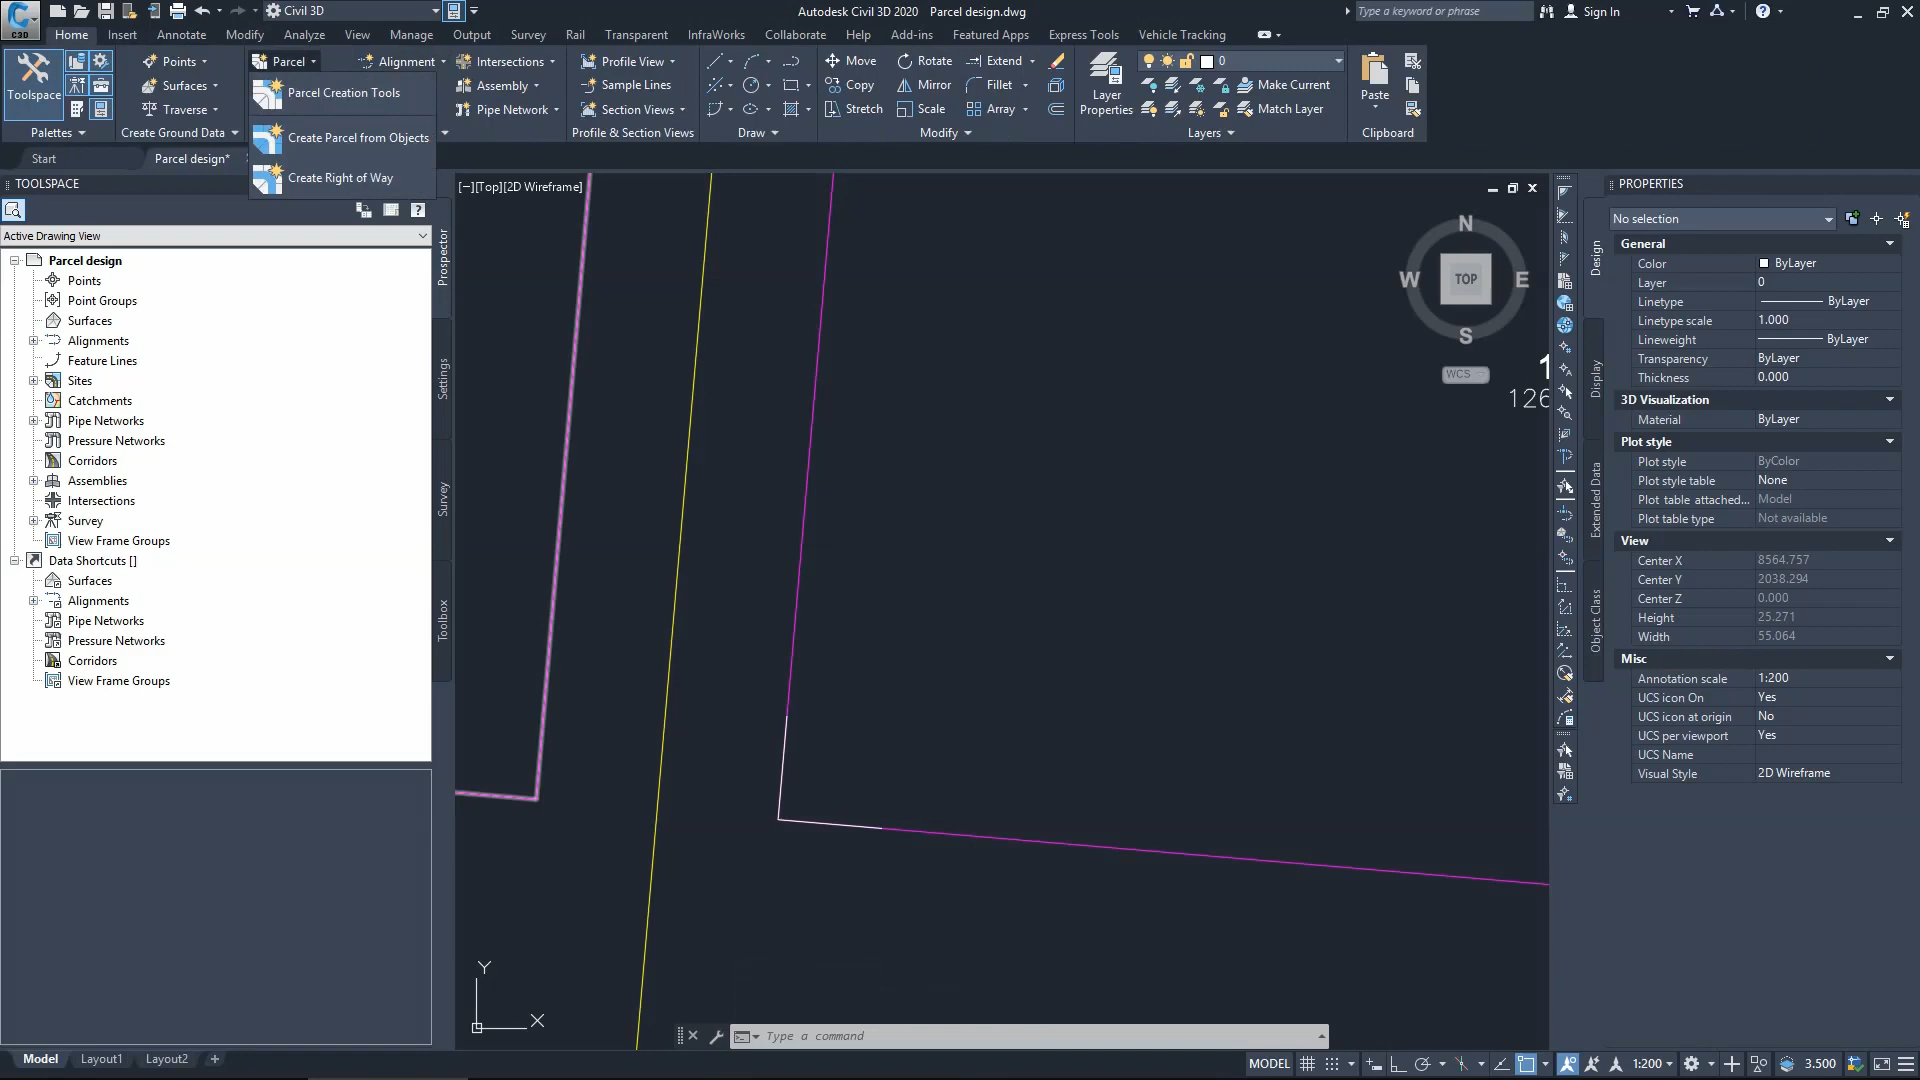 C3D
Civil 3D
Autodesk Civil 3D 2020 Parcel design.dwg
Type a keyword or phrase
Sign In
Home Insert Annotate Modify Analyze View Manage Output Survey Rail Transparent InfraWorks Collaborate Help Add-ins Featured Apps Express Tools Vehicle Tracking
Toolspace
Palettes
Points
Surfaces
Traverse
Create Ground Data
Parcel
Parcel Creation Tools
Create Parcel from Objects
Create Right of Way
Alignment
Intersections
Assembly
Pipe Network
Profile View
Sample Lines
Section Views
Profile & Section Views
Draw
Move
Copy
Stretch
Rotate
Mirror
Scale
Extend
Fillet
Array
Modify
Layer
Properties
0
Make Current
Match Layer
Layers
Paste
Clipboard
Start
Parcel design*
TOOLSPACE
Active Drawing View
Parcel design
Points
Point Groups
Surfaces
Alignments
Feature Lines
Sites
Catchments
Pipe Networks
Pressure Networks
Corridors
Assemblies
Intersections
Survey
View Frame Groups
Data Shortcuts []
Surfaces
Alignments
Pipe Networks
Pressure Networks
Corridors
View Frame Groups
Prospector
Settings
Survey
Toolbox
[−][Top][2D Wireframe]
N
W
TOP
E
S
WCS
1
126
Y
X
Type a command
PROPERTIES
No selection
Design
Display
Extended Data
Object Class
General
Color ByLayer
Layer 0
Linetype ByLayer
Linetype scale 1.000
Lineweight ByLayer
Transparency ByLayer
Thickness 0.000
3D Visualization
Material ByLayer
Plot style
Plot style ByColor
Plot style table None
Plot table attached... Model
Plot table type Not available
View
Center X 8564.757
Center Y 2038.294
Center Z 0.000
Height 25.271
Width 55.064
Misc
Annotation scale 1:200
UCS icon On Yes
UCS icon at origin No
UCS per viewport Yes
UCS Name
Visual Style 2D Wireframe
Model Layout1 Layout2 +
MODEL
1:200
3.500